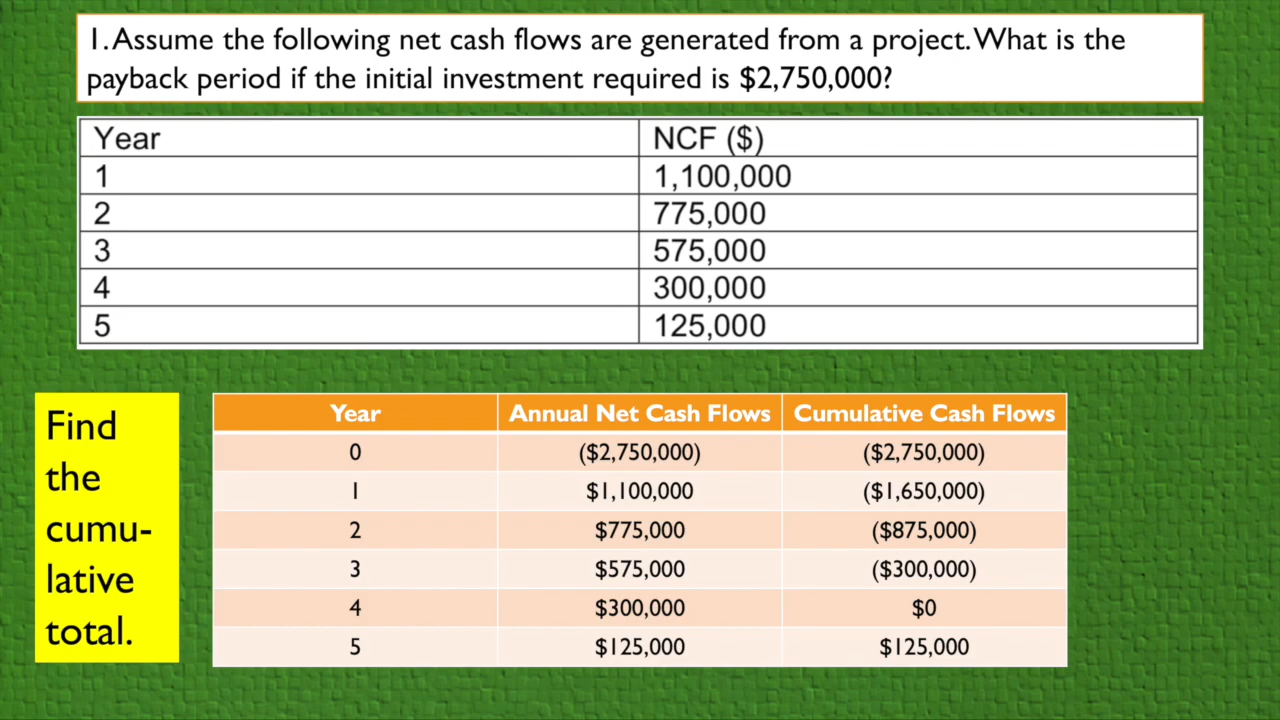 1. Assume the following net cash flows are generated from a project. What is the
payback period if the initial investment required is $2,750,000?
Year NCF ($)
1 1,100,000
2 775,000
3 575,000
4 300,000
5 125,000
Find
the
cumu-
lative
total.
Year Annual Net Cash Flows Cumulative Cash Flows
0 ($2,750,000) ($2,750,000)
1 $1,100,000 ($1,650,000)
2 $775,000 ($875,000)
3 $575,000 ($300,000)
4 $300,000 $0
5 $125,000 $125,000